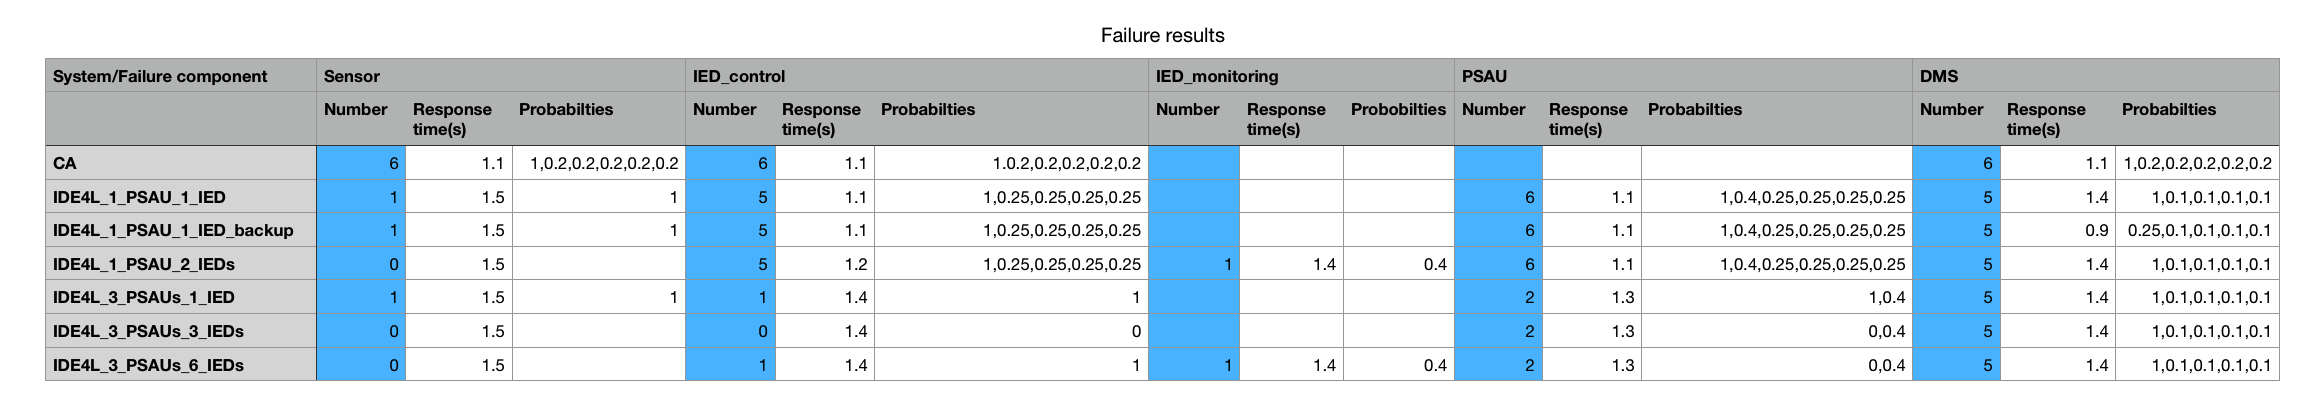 Failure results
System/Failure component Sensor IED_control IED_monitoring PSAU DMS
Number Response time(s) Probabilties Number Response time(s) Probabilties Number Response time(s) Probobilties Number Response time(s) Probabilties Number Response time(s) Probabilties
CA 6 1.1 1,0.2,0.2,0.2,0.2,0.2 6 1.1 1.0.2,0.2,0.2,0.2,0.2 6 1.1 1,0.2,0.2,0.2,0.2,0.2
IDE4L_1_PSAU_1_IED 1 1.5 1 5 1.1 1,0.25,0.25,0.25,0.25 6 1.1 1,0.4,0.25,0.25,0.25,0.25 5 1.4 1,0.1,0.1,0.1,0.1
IDE4L_1_PSAU_1_IED_backup 1 1.5 1 5 1.1 1,0.25,0.25,0.25,0.25 6 1.1 1,0.4,0.25,0.25,0.25,0.25 5 0.9 0.25,0.1,0.1,0.1,0.1
IDE4L_1_PSAU_2_IEDs 0 1.5 5 1.2 1,0.25,0.25,0.25,0.25 1 1.4 0.4 6 1.1 1,0.4,0.25,0.25,0.25,0.25 5 1.4 1,0.1,0.1,0.1,0.1
IDE4L_3_PSAUs_1_IED 1 1.5 1 1 1.4 1 2 1.3 1,0.4 5 1.4 1,0.1,0.1,0.1,0.1
IDE4L_3_PSAUs_3_IEDs 0 1.5 0 1.4 0 2 1.3 0,0.4 5 1.4 1,0.1,0.1,0.1,0.1
IDE4L_3_PSAUs_6_IEDs 0 1.5 1 1.4 1 1 1.4 0.4 2 1.3 0,0.4 5 1.4 1,0.1,0.1,0.1,0.1